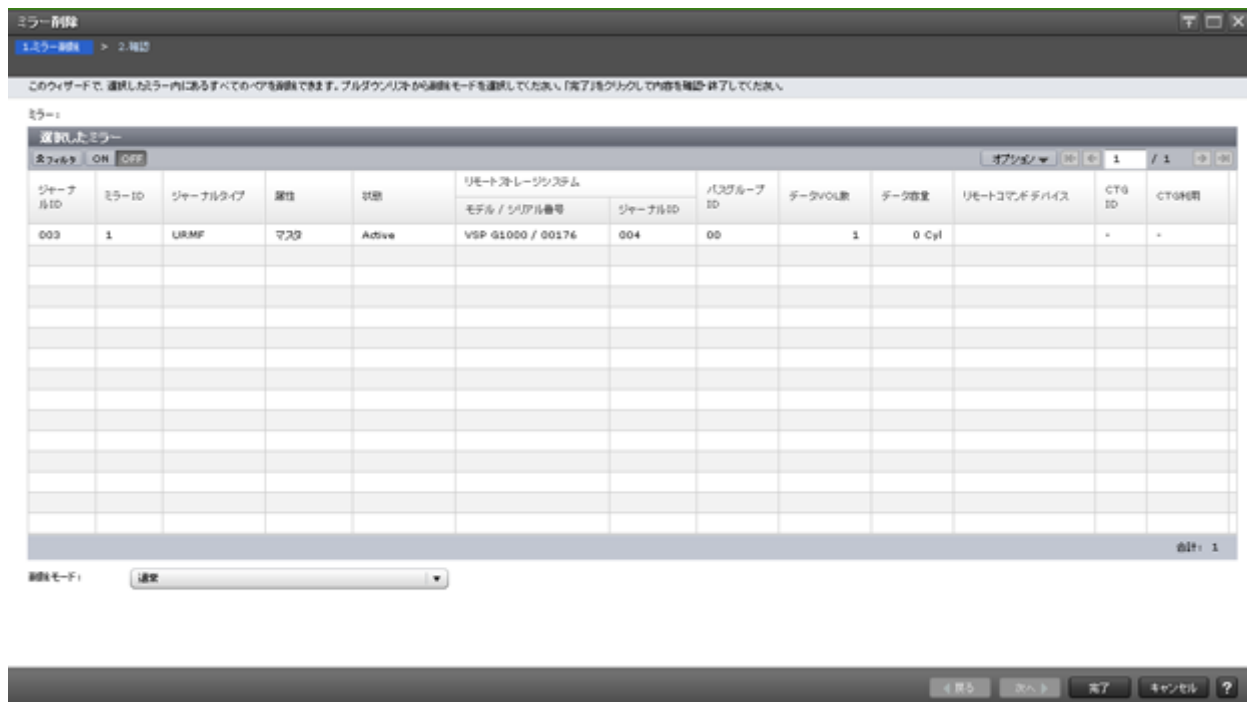 ミラー削除
1.ミラー削除 > 2.確認
このウィザードで、選択したミラー内にあるすべてのペアを削除できます。プルダウンリストから削除モードを選択してください。「完了」をクリックして内容を確認・終了してください。
ミラー:
選択したミラー
全フィルタ ON OFF オプション 1 / 1
ジャーナルID ミラーID ジャーナルタイプ 属性 状態 リモートストレージシステム パスグループID データVOL数 データ容量 リモートコマンドデバイス CTG ID CTG利用
モデル / シリアル番号 ジャーナルID
003 1 URMF マスタ Active VSP G1000 / 00176 004 00 1 0 Cyl - -
合計: 1
削除モード: 通常
戻る 次へ 完了 キャンセル ?